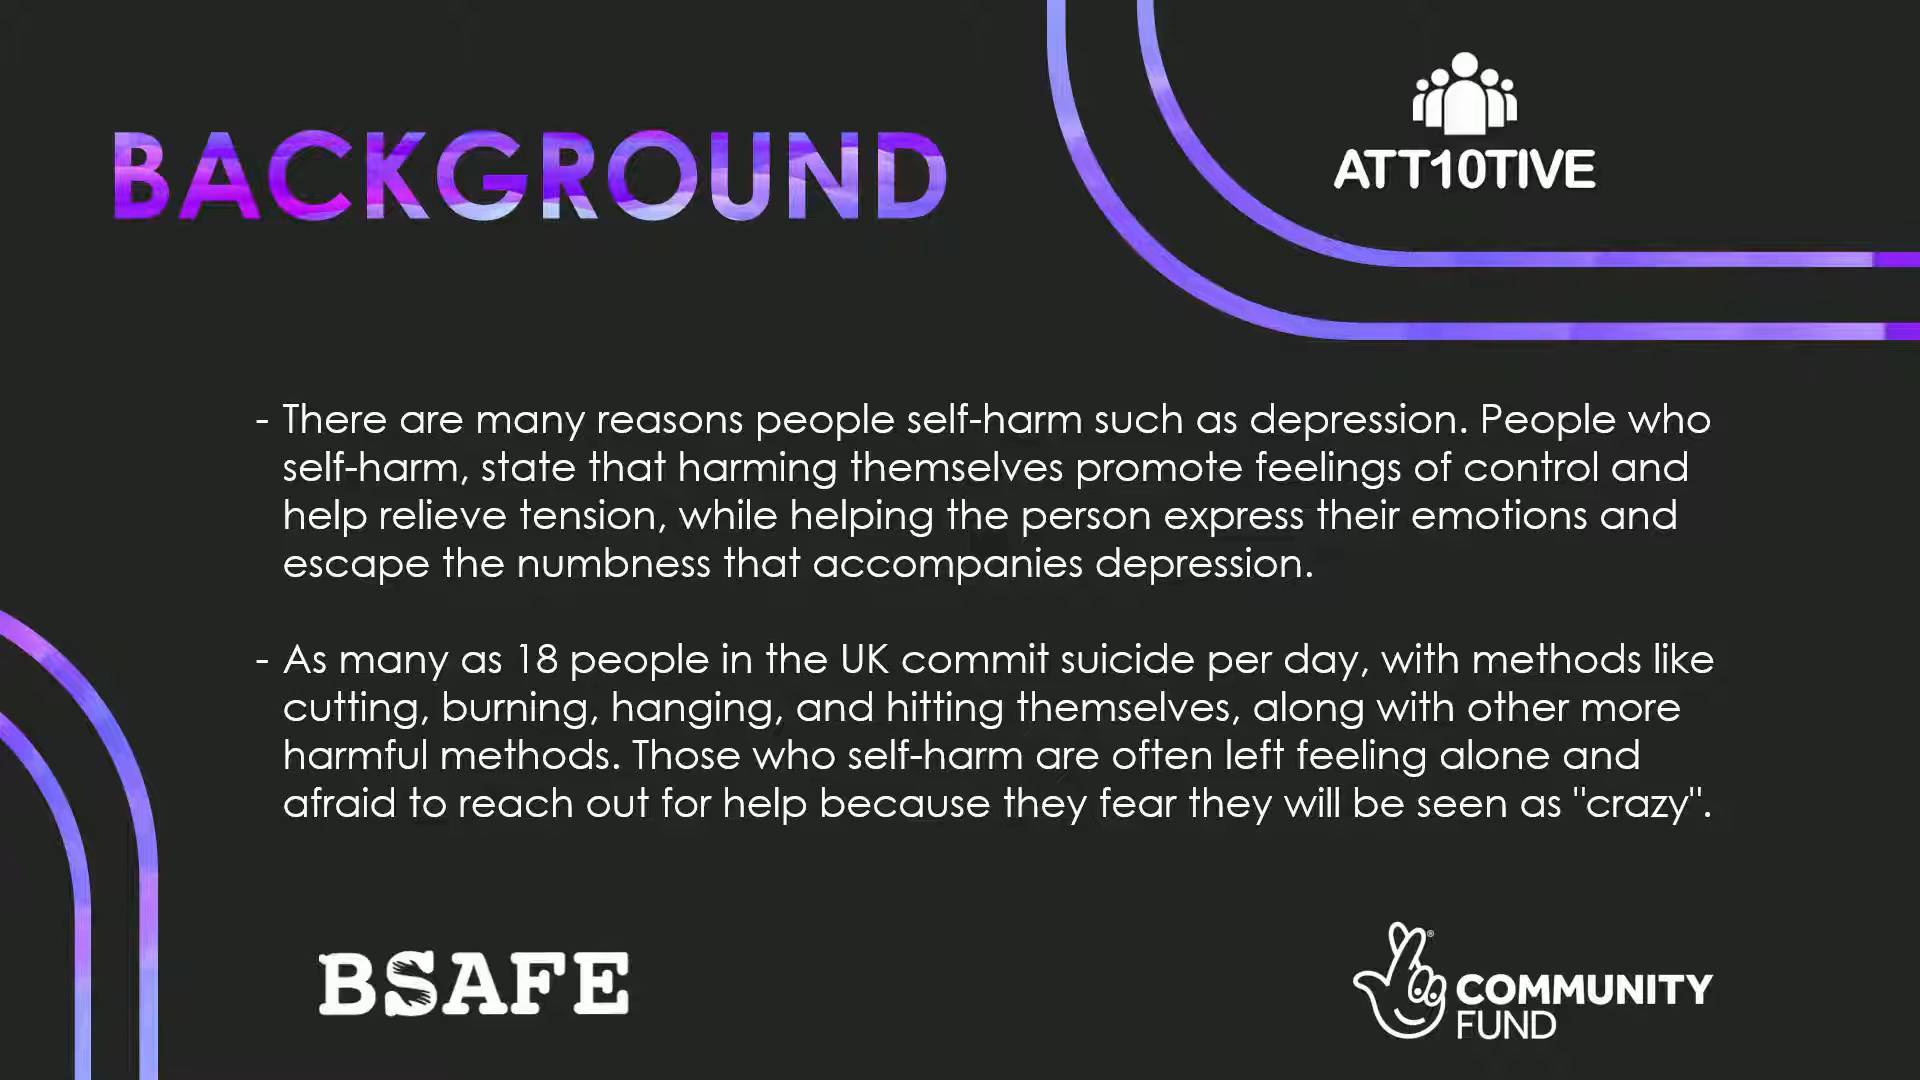 BACKGROUND
ATT10TIVE
- There are many reasons people self-harm such as depression. People who
self-harm, state that harming themselves promote feelings of control and
help relieve tension, while helping the person express their emotions and
escape the numbness that accompanies depression.
- As many as 18 people in the UK commit suicide per day, with methods like
cutting, burning, hanging, and hitting themselves, along with other more
harmful methods. Those who self-harm are often left feeling alone and
afraid to reach out for help because they fear they will be seen as "crazy".
BSAFE
®
COMMUNITY
FUND